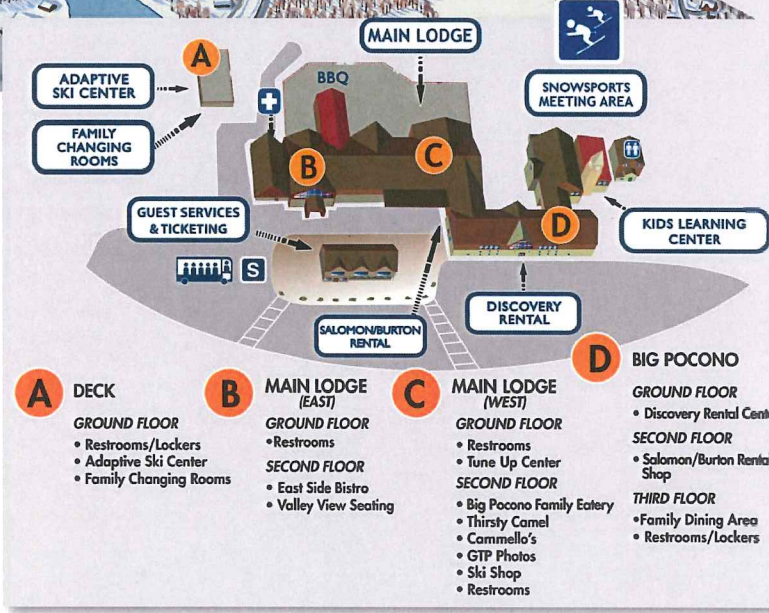 A
MAIN LODGE
ADAPTIVE
SKI CENTER
BBQ
SNOWSPORTS
MEETING AREA
FAMILY
CHANGING
ROOMS
B
C
GUEST SERVICES
& TICKETING
D
KIDS LEARNING
CENTER
S
SALOMON/BURTON
RENTAL
DISCOVERY
RENTAL
A DECK
GROUND FLOOR
• Restrooms/Lockers
• Adaptive Ski Center
• Family Changing Rooms
B MAIN LODGE
(EAST)
GROUND FLOOR
•Restrooms
SECOND FLOOR
• East Side Bistro
• Valley View Seating
C MAIN LODGE
(WEST)
GROUND FLOOR
• Restrooms
• Tune Up Center
SECOND FLOOR
• Big Pocono Family Eatery
• Thirsty Camel
• Cammello's
• GTP Photos
• Ski Shop
• Restrooms
D BIG POCONO
GROUND FLOOR
• Discovery Rental
SECOND FLOOR
• Salomon/Burton Rental
Shop
THIRD FLOOR
•Family Dining Area
• Restrooms/Lockers